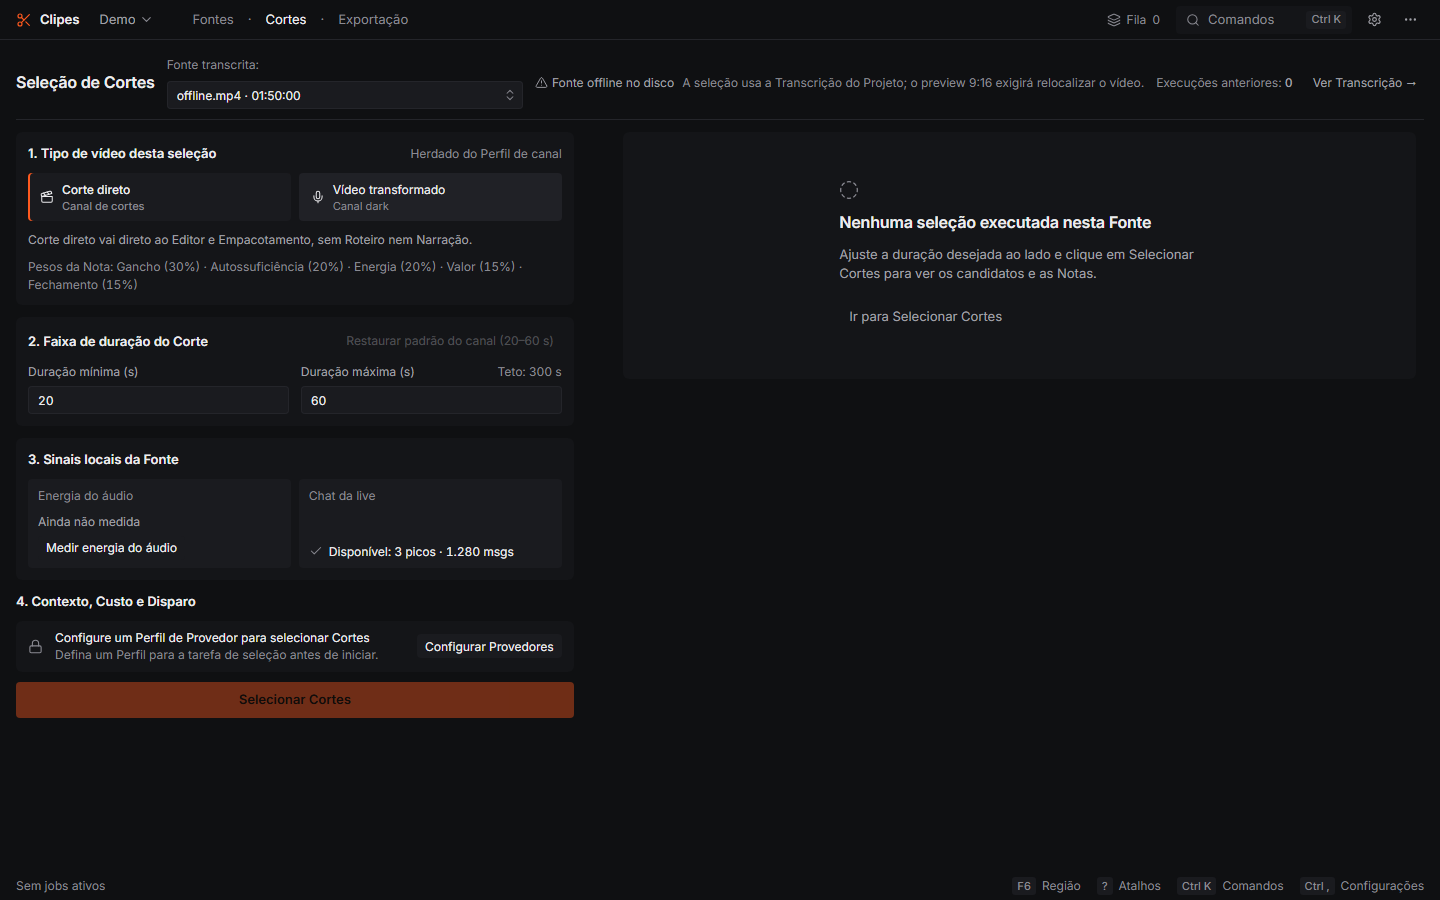 Clipes
Demo
Fontes · Cortes · Exportação
Fila 0
Comandos Ctrl K
Seleção de Cortes
Fonte transcrita:
offline.mp4 · 01:50:00
Fonte offline no disco A seleção usa a Transcrição do Projeto; o preview 9:16 exigirá relocalizar o vídeo. Execuções anteriores: 0 Ver Transcrição →
1. Tipo de vídeo desta seleção
Herdado do Perfil de canal
Corte direto
Canal de cortes
Vídeo transformado
Canal dark
Corte direto vai direto ao Editor e Empacotamento, sem Roteiro nem Narração.
Pesos da Nota: Gancho (30%) · Autossuficiência (20%) · Energia (20%) · Valor (15%) ·
Fechamento (15%)
2. Faixa de duração do Corte
Restaurar padrão do canal (20–60 s)
Duração mínima (s)
20
Duração máxima (s) Teto: 300 s
60
3. Sinais locais da Fonte
Energia do áudio
Ainda não medida
Medir energia do áudio
Chat da live
Disponível: 3 picos · 1.280 msgs
4. Contexto, Custo e Disparo
Configure um Perfil de Provedor para selecionar Cortes
Defina um Perfil para a tarefa de seleção antes de iniciar.
Configurar Provedores
Selecionar Cortes
Nenhuma seleção executada nesta Fonte
Ajuste a duração desejada ao lado e clique em Selecionar
Cortes para ver os candidatos e as Notas.
Ir para Selecionar Cortes
Sem jobs ativos
F6 Região ? Atalhos Ctrl K Comandos Ctrl , Configurações